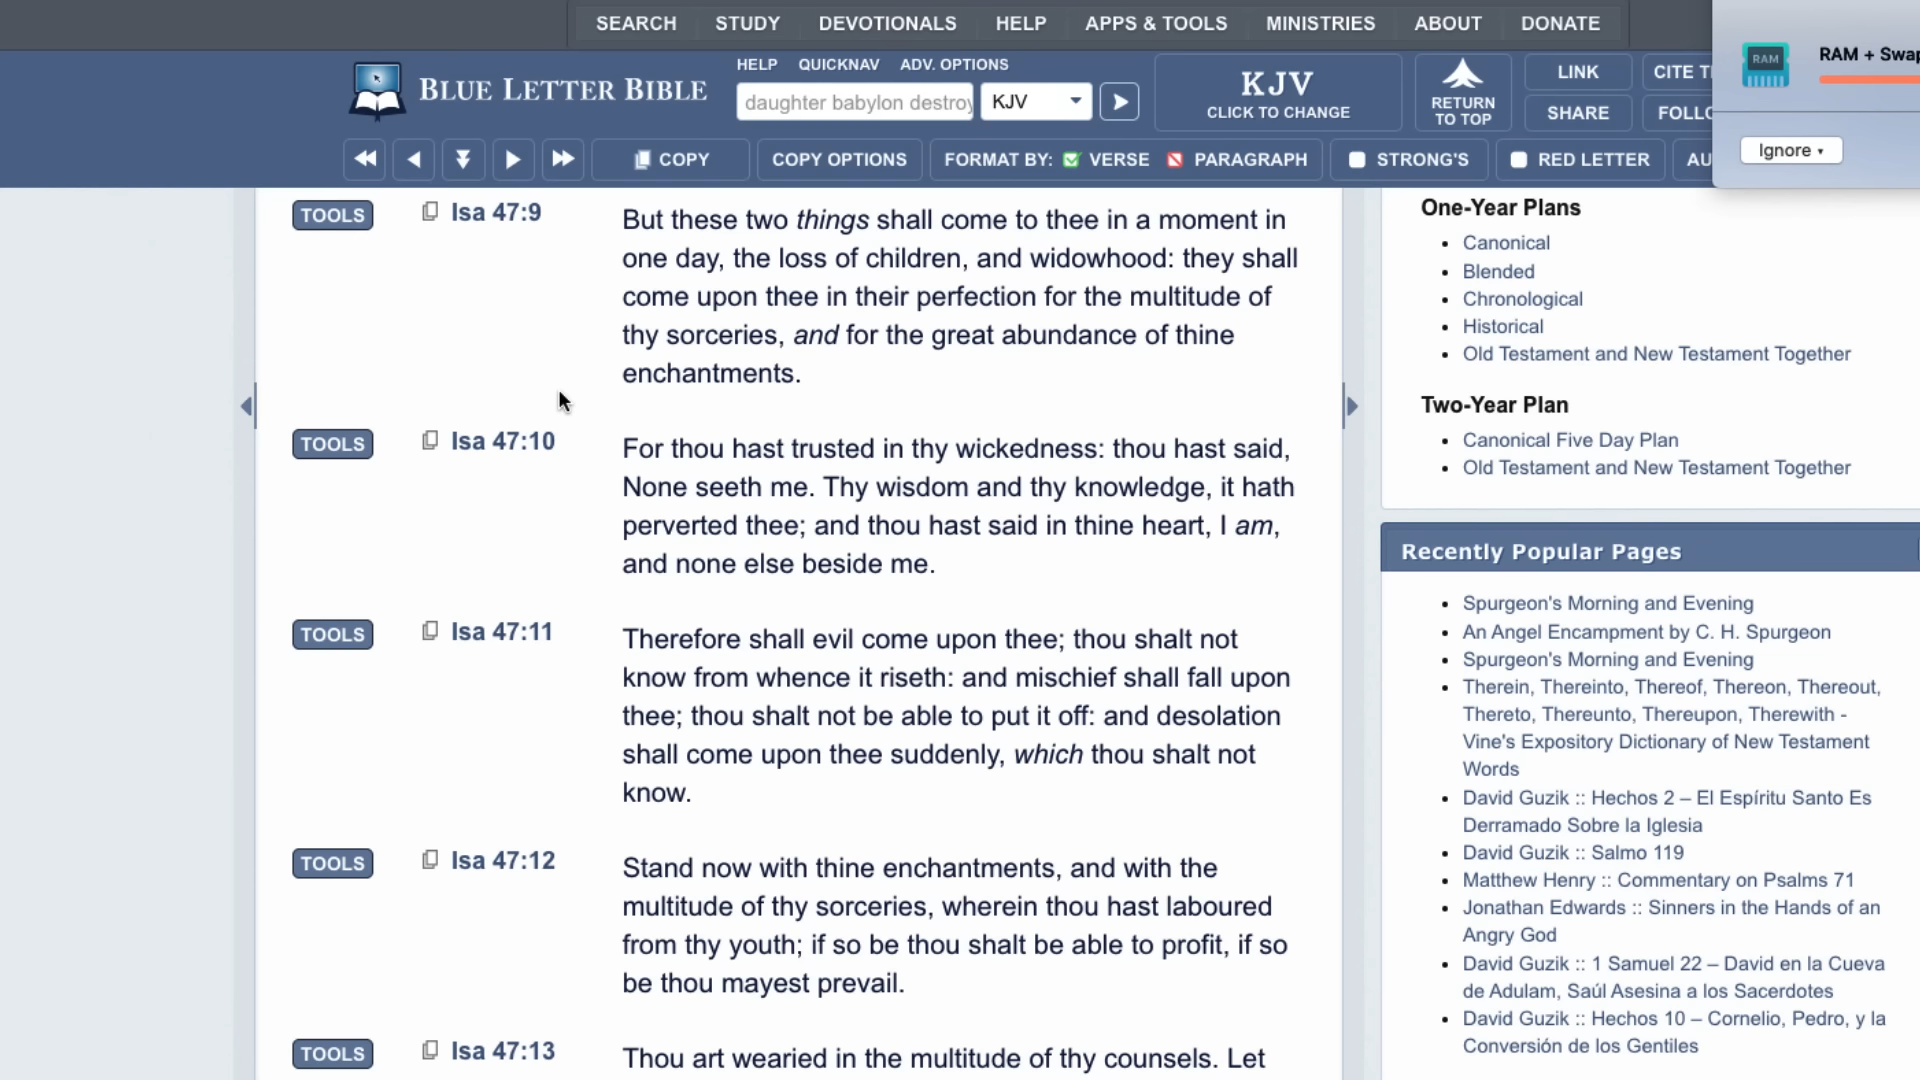 SEARCH STUDY DEVOTIONALS HELP APPS & TOOLS MINISTRIES ABOUT DONATE
BLUE LETTER BIBLE
HELP QUICKNAV ADV. OPTIONS
daughter babylon destroy
KJV
KJV
CLICK TO CHANGE
RETURN
TO TOP
LINK
SHARE
CITE
FOLLO
RAM
RAM + Swap
Ignore
COPY
COPY OPTIONS
FORMAT BY: VERSE PARAGRAPH
STRONG'S
RED LETTER
AU
TOOLS
Isa 47:9
But these two things shall come to thee in a moment in
one day, the loss of children, and widowhood: they shall
come upon thee in their perfection for the multitude of
thy sorceries, and for the great abundance of thine
enchantments.
TOOLS
Isa 47:10
For thou hast trusted in thy wickedness: thou hast said,
None seeth me. Thy wisdom and thy knowledge, it hath
perverted thee; and thou hast said in thine heart, I am,
and none else beside me.
TOOLS
Isa 47:11
Therefore shall evil come upon thee; thou shalt not
know from whence it riseth: and mischief shall fall upon
thee; thou shalt not be able to put it off: and desolation
shall come upon thee suddenly, which thou shalt not
know.
TOOLS
Isa 47:12
Stand now with thine enchantments, and with the
multitude of thy sorceries, wherein thou hast laboured
from thy youth; if so be thou shalt be able to profit, if so
be thou mayest prevail.
TOOLS
Isa 47:13
Thou art wearied in the multitude of thy counsels. Let
One-Year Plans
Canonical
Blended
Chronological
Historical
Old Testament and New Testament Together
Two-Year Plan
Canonical Five Day Plan
Old Testament and New Testament Together
Recently Popular Pages
Spurgeon's Morning and Evening
An Angel Encampment by C. H. Spurgeon
Spurgeon's Morning and Evening
Therein, Thereinto, Thereof, Thereon, Thereout,
Thereto, Thereunto, Thereupon, Therewith -
Vine's Expository Dictionary of New Testament
Words
David Guzik :: Hechos 2 – El Espíritu Santo Es
Derramado Sobre la Iglesia
David Guzik :: Salmo 119
Matthew Henry :: Commentary on Psalms 71
Jonathan Edwards :: Sinners in the Hands of an
Angry God
David Guzik :: 1 Samuel 22 – David en la Cueva
de Adulam, Saúl Asesina a los Sacerdotes
David Guzik :: Hechos 10 – Cornelio, Pedro, y la
Conversión de los Gentiles